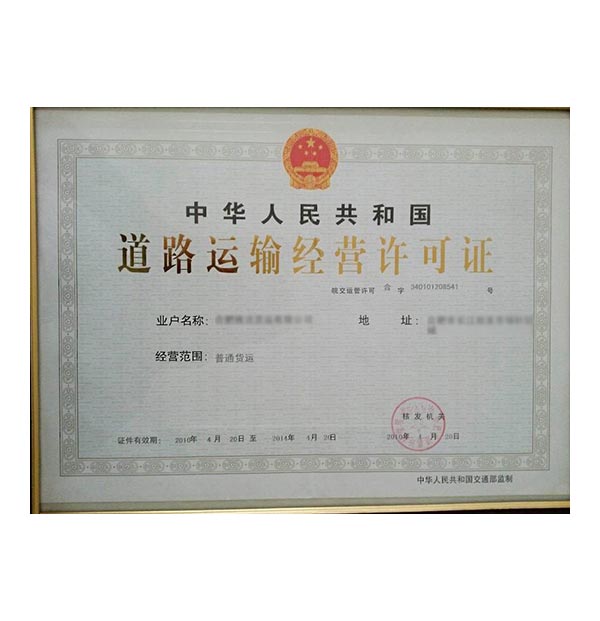 中华人民共和国
道路运输经营许可证
皖交运管许可 合 字 340101208541 号
业户名称: 地 址:
经营范围: 普通货运
核发机关
证件有效期: 2010年 4月 20日 至 2014年 4月 20日 2010年 4月 20日
中华人民共和国交通部监制